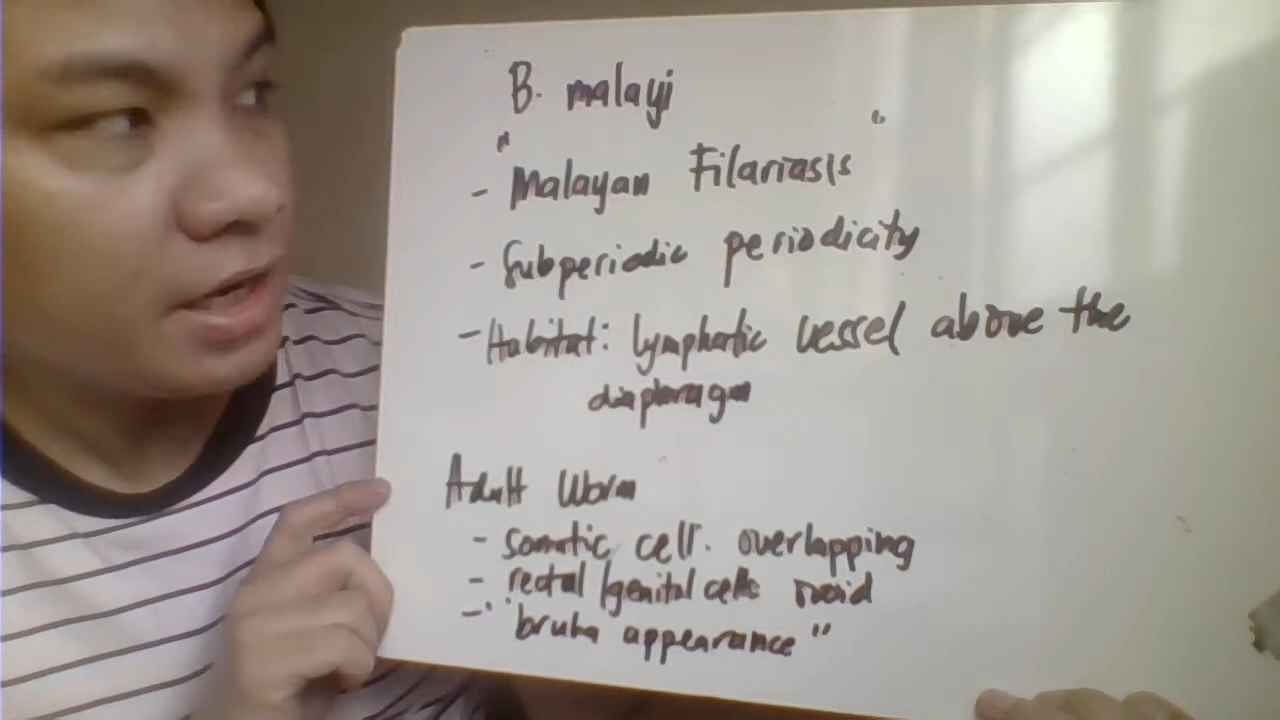 B. malayi
" "
- Malayan Filariasis
- Subperiodic periodicity
- Habitat: lymphatic vessel above the
diaphragm
Adult Worm
- somatic cell. overlapping
- rectal/genital cells ovoid
- "bruha appearance"